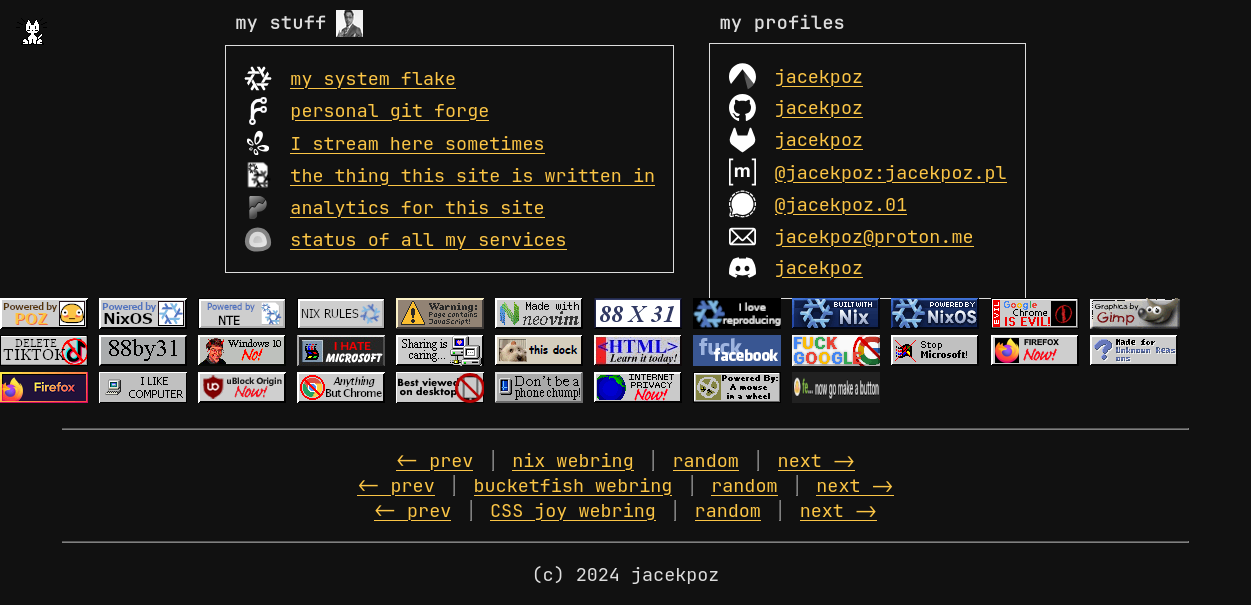 my stuff
my system flake
personal git forge
I stream here sometimes
the thing this site is written in
analytics for this site
status of all my services
my profiles
jacekpoz
jacekpoz
jacekpoz
[m] @jacekpoz:jacekpoz.pl
@jacekpoz.01
jacekpoz@proton.me
jacekpoz
Powered by POZ
Powered by NixOS
Powered by NTE
NIX RULES
Warning: Page contains JavaScript!
Made with neovim
88 X 31
I love reproducing
BUILT WITH Nix
POWERED BY NixOS
EVIL! Google Chrome IS EVIL!
Graphics by Gimp
DELETE TIKTOK
88by31
Windows 10 No!
I HATE MICROSOFT
Sharing is caring...
this dock
<HTML> Learn it today!
fuck facebook
FUCK GOOGLE
Stop Microsoft!
FIREFOX Now!
Made for Unknown REAsons
Firefox
I LIKE COMPUTER
uBlock Origin Now!
Anything But Chrome
Best viewed on desktop
Don't be a phone chump!
INTERNET PRIVACY Now!
Powered By: A mouse in a wheel
fe... now go make a button
<- prev | nix webring | random | next ->
<- prev | bucketfish webring | random | next ->
<- prev | CSS joy webring | random | next ->
(c) 2024 jacekpoz